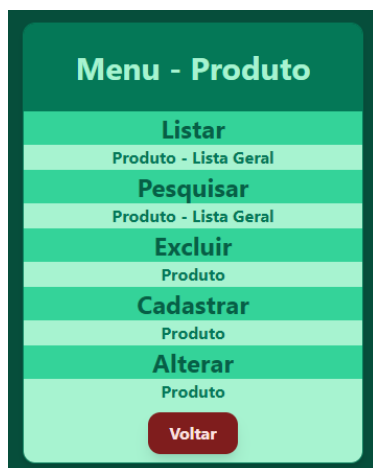 Menu - Produto
Listar
Produto - Lista Geral
Pesquisar
Produto - Lista Geral
Excluir
Produto
Cadastrar
Produto
Alterar
Produto
Voltar